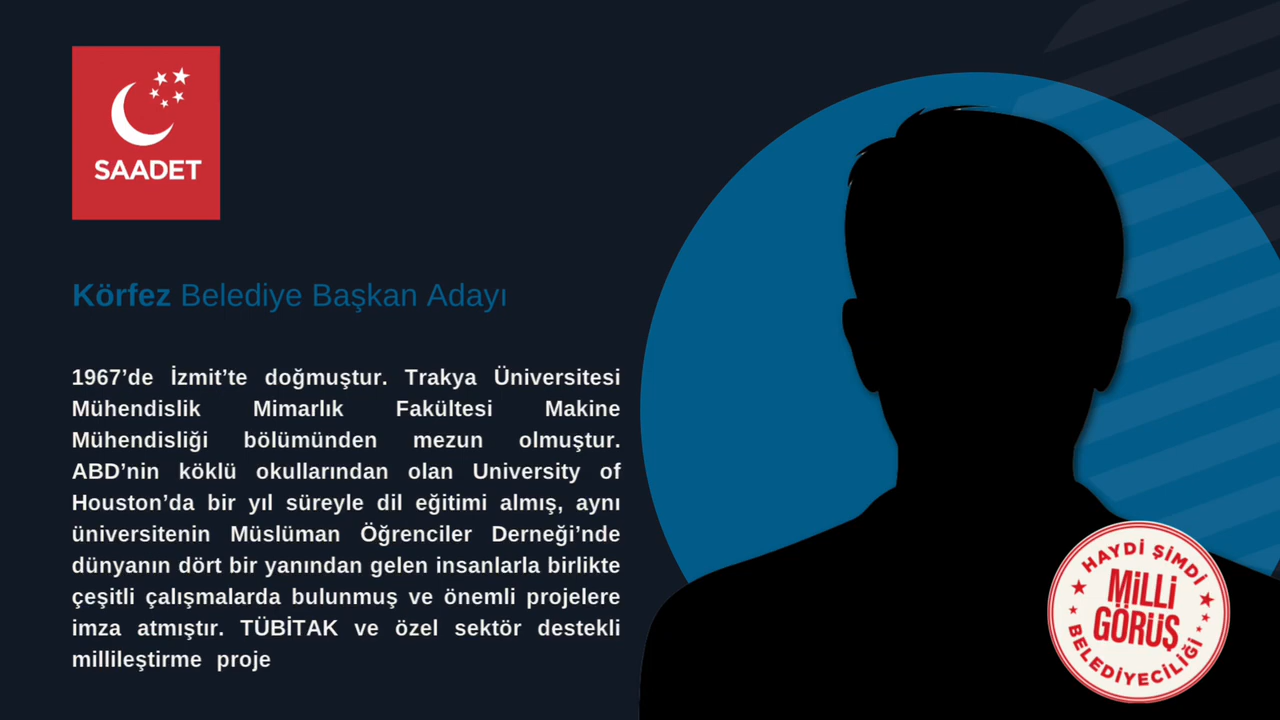 SAADET
Körfez Belediye Başkan Adayı
1967’de İzmit’te doğmuştur. Trakya Üniversitesi
Mühendislik Mimarlık Fakültesi Makine
Mühendisliği bölümünden mezun olmuştur.
ABD’nin köklü okullarından olan University of
Houston’da bir yıl süreyle dil eğitimi almış, aynı
üniversitenin Müslüman Öğrenciler Derneği’nde
dünyanın dört bir yanından gelen insanlarla birlikte
çeşitli çalışmalarda bulunmuş ve önemli projelere
imza atmıştır. TÜBİTAK ve özel sektör destekli
millileştirme proje
HAYDİ ŞİMDİ
MİLLİ
GÖRÜŞ
BELEDİYECİLİĞİ